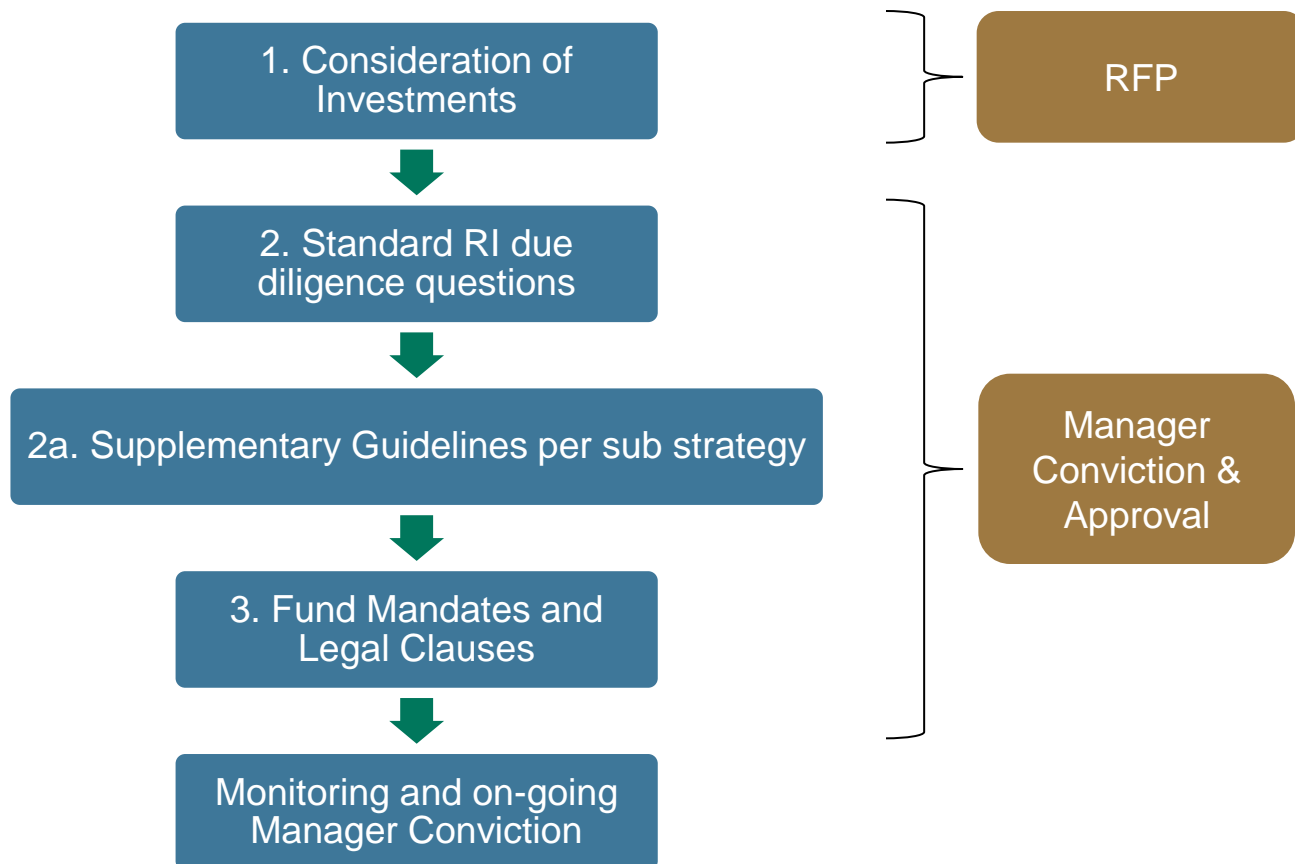 1. Consideration of
Investments
RFP
2. Standard RI due
diligence questions
2a. Supplementary Guidelines per sub strategy
Manager
Conviction &
Approval
3. Fund Mandates and
Legal Clauses
Monitoring and on-going
Manager Conviction